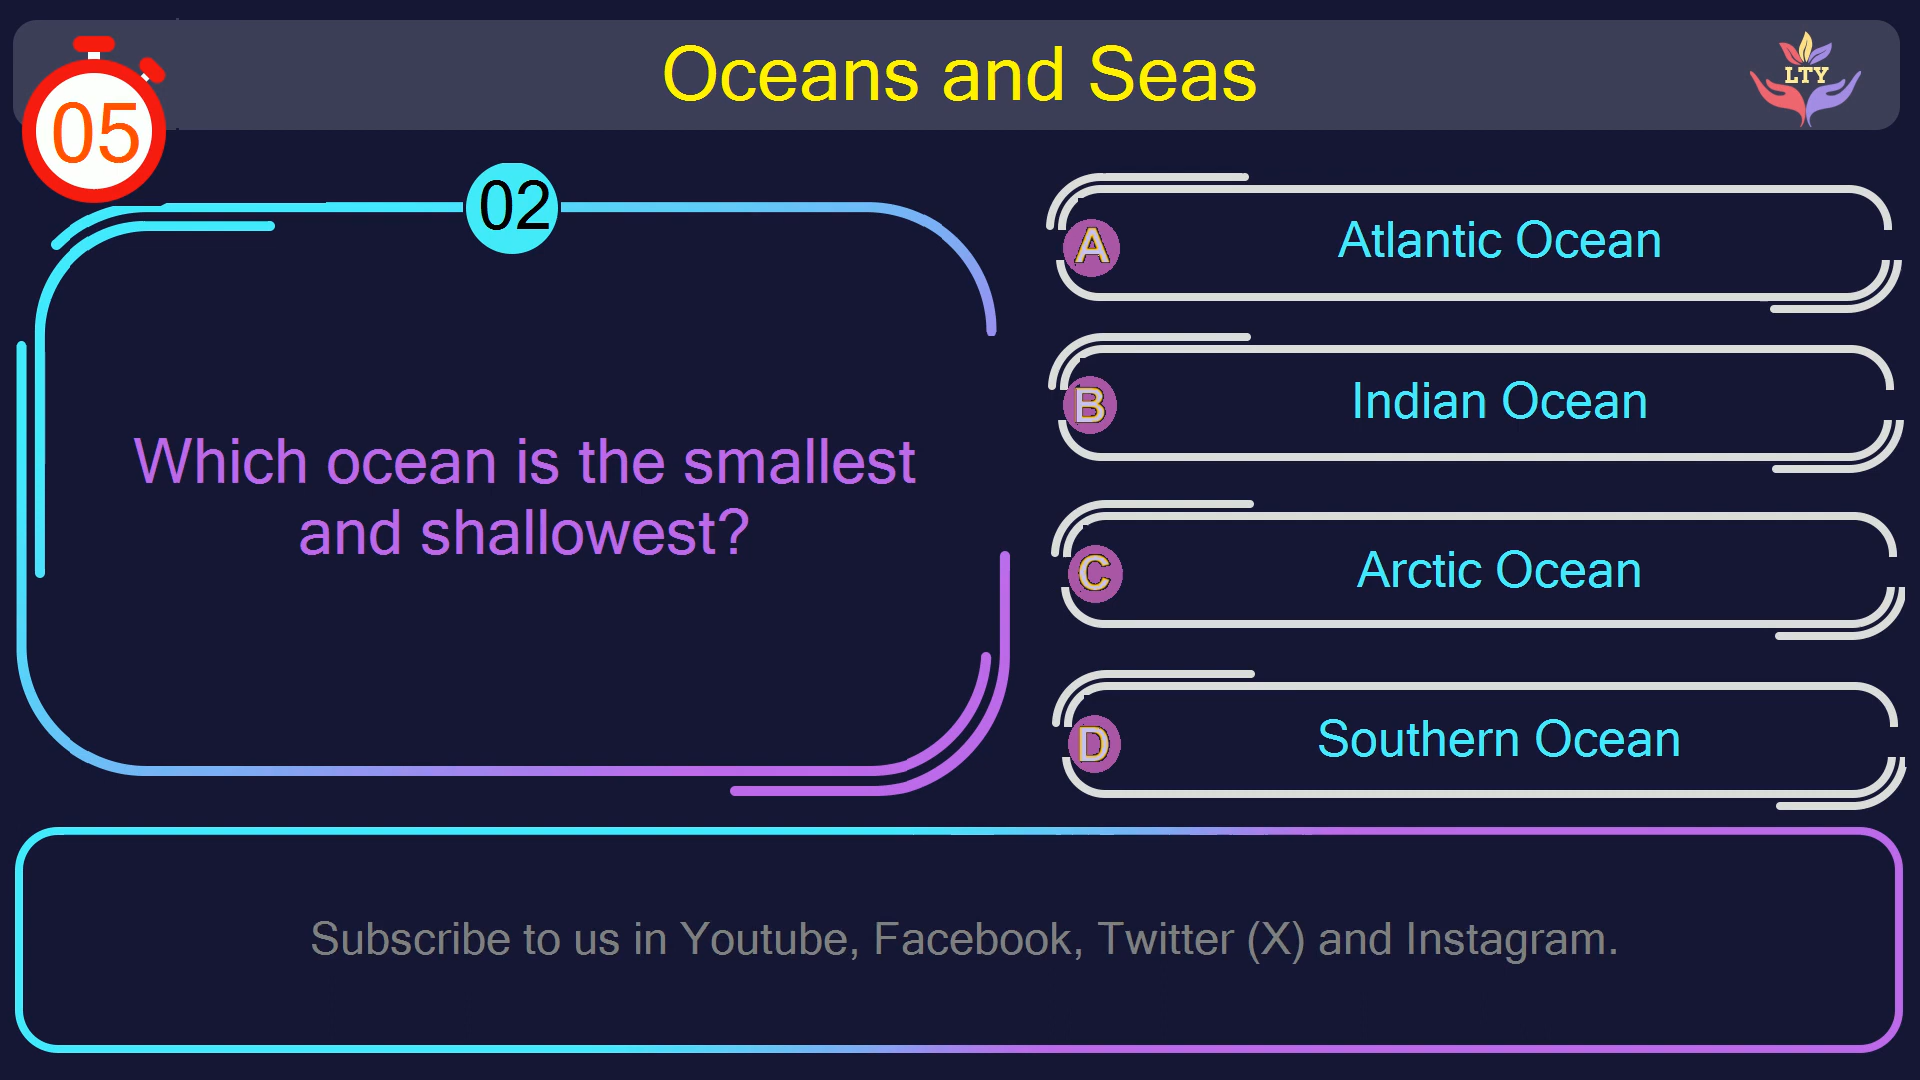 Oceans and Seas
LTY
05
02
Which ocean is the smallest
and shallowest?
A
Atlantic Ocean
B
Indian Ocean
C
Arctic Ocean
D
Southern Ocean
Subscribe to us in Youtube, Facebook, Twitter (X) and Instagram.